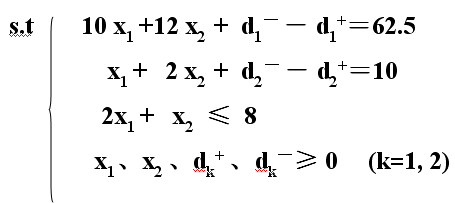 s.t 10 x₁+12 x₂ + d₁⁻ — d₁⁺=62.5
x₁+ 2 x₂ + d₂⁻ — d₂⁺=10
2x₁+ x₂ ≤ 8
x₁、x₂ 、dₖ⁺ 、dₖ⁻≥ 0 (k=1, 2)